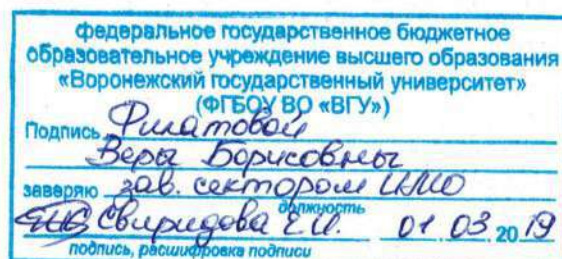 федеральное государственное бюджетное
образовательное учреждение высшего образования
«Воронежский государственный университет»
(ФГБОУ ВО «ВГУ»)
Подпись Филатовой
Веры Борисовны
заверяю зав. сектором
должность
Свиридова Е.И. 01 03 2019
подпись, расшифровка подписи